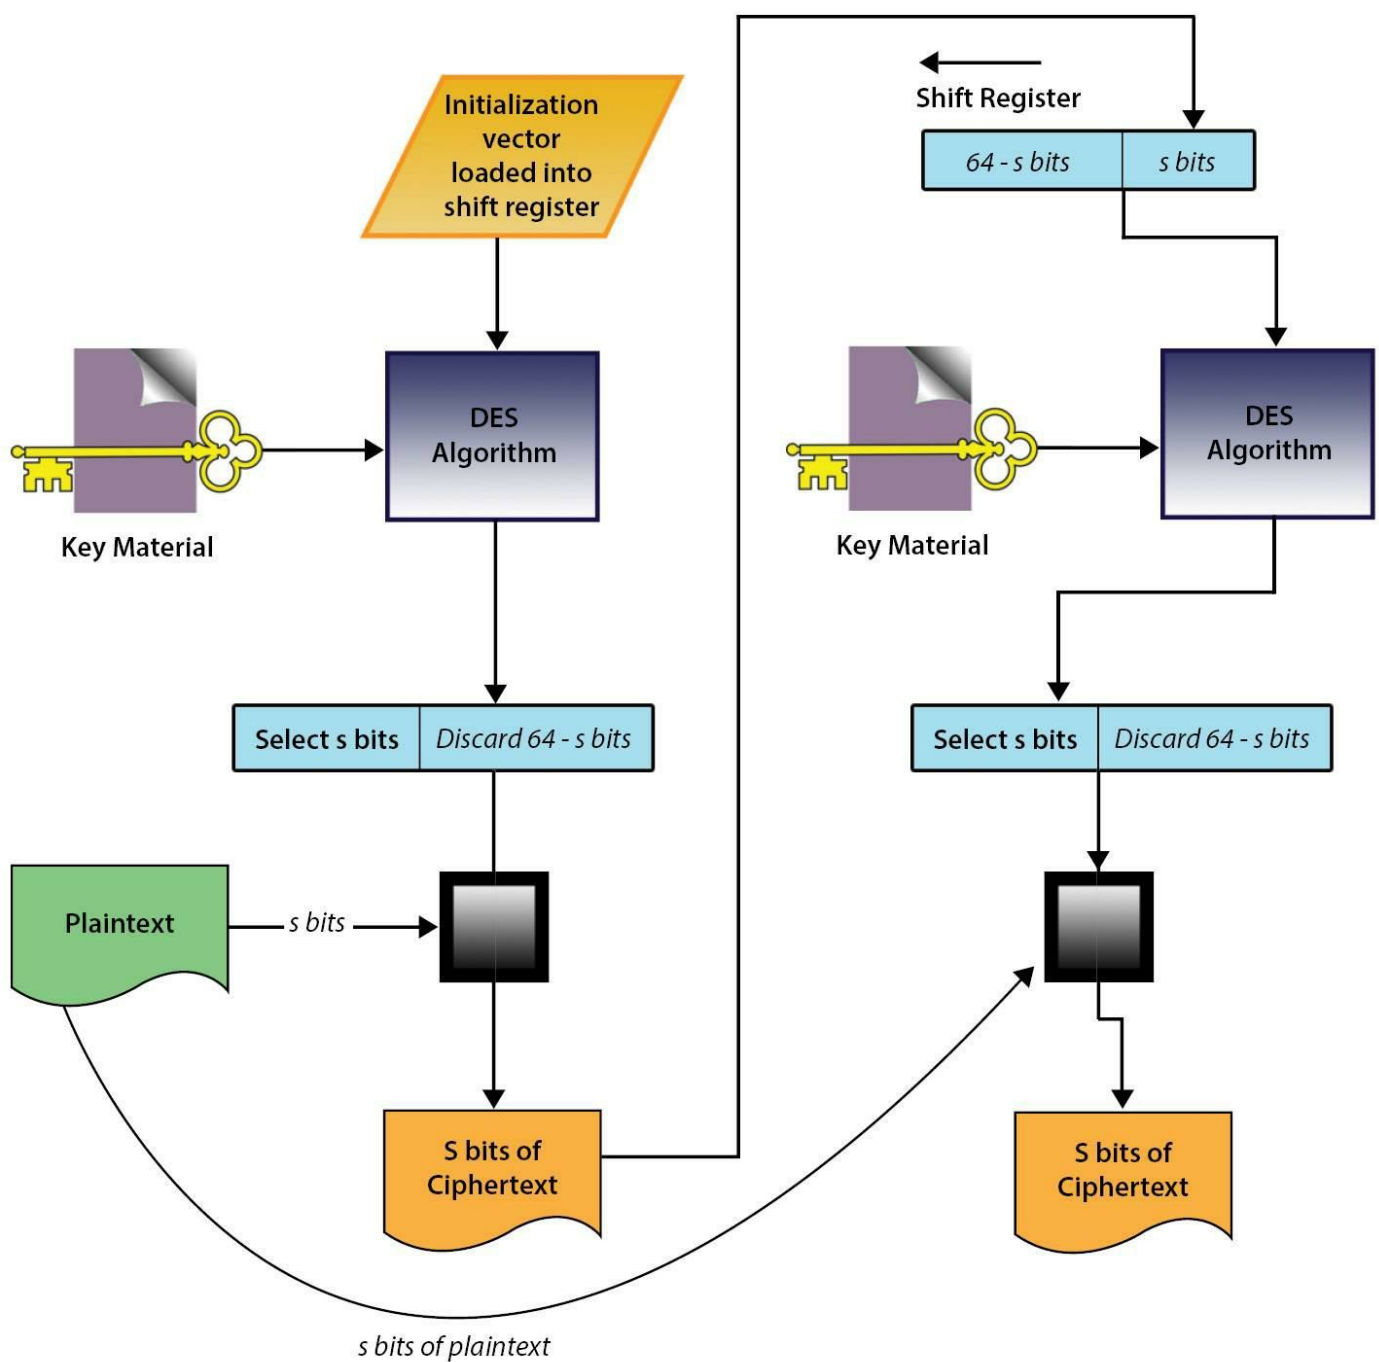 Initialization
vector
loaded into
shift register
Key Material
DES
Algorithm
Select s bits
Discard 64 - s bits
Plaintext
s bits
S bits of
Ciphertext
s bits of plaintext
Shift Register
64 - s bits
s bits
Key Material
DES
Algorithm
Select s bits
Discard 64 - s bits
S bits of
Ciphertext